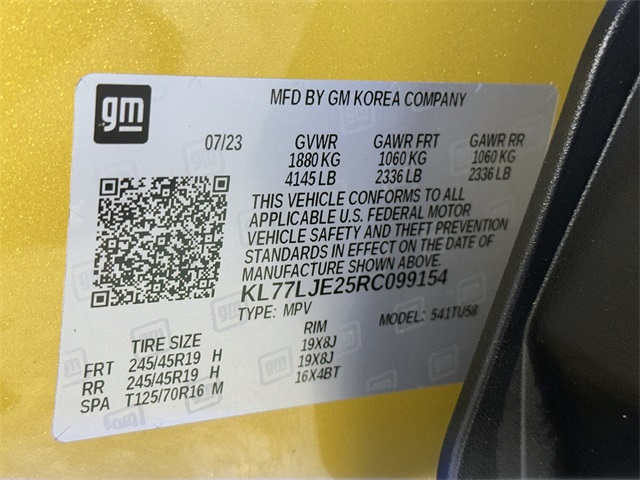 gm
MFD BY GM KOREA COMPANY
07/23 GVWR GAWR FRT GAWR RR
1880 KG 1060 KG 1060 KG
4145 LB 2336 LB 2336 LB
THIS VEHICLE CONFORMS TO ALL
APPLICABLE U.S. FEDERAL MOTOR
VEHICLE SAFETY AND THEFT PREVENTION
STANDARDS IN EFFECT ON THE DATE OF
MANUFACTURE SHOWN ABOVE.
KL77LJE25RC099154
TYPE: MPV MODEL: 541TU58
TIRE SIZE RIM
FRT 245/45R19 H 19X8J
RR 245/45R19 H 19X8J
SPA T125/70R16 M 16X4BT